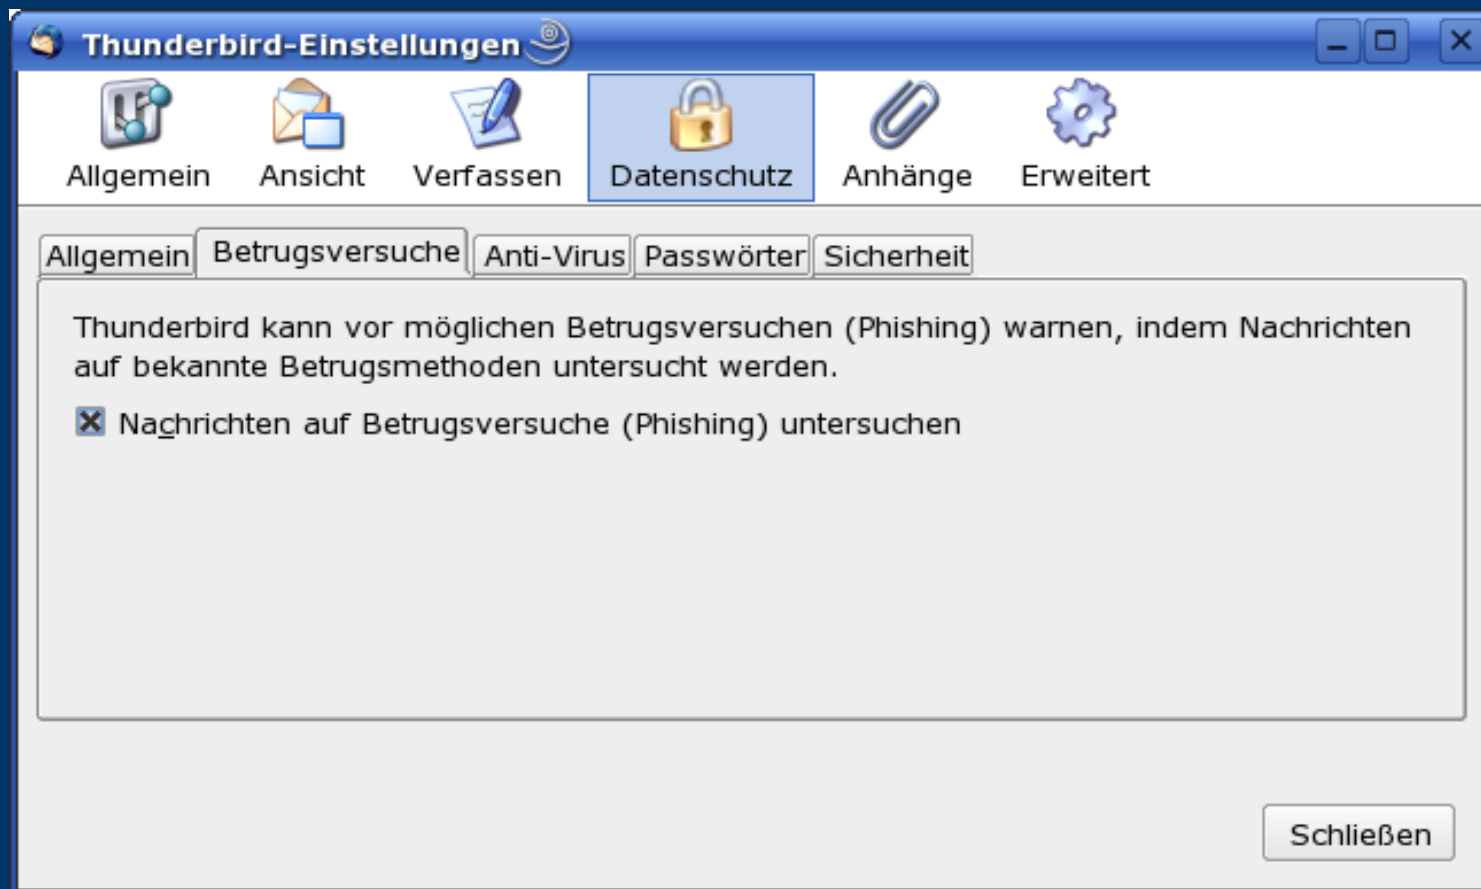 Thunderbird-Einstellungen
Allgemein Ansicht Verfassen Datenschutz Anhänge Erweitert
Allgemein Betrugsversuche Anti-Virus Passwörter Sicherheit
Thunderbird kann vor möglichen Betrugsversuchen (Phishing) warnen, indem Nachrichten
auf bekannte Betrugsmethoden untersucht werden.
Nachrichten auf Betrugsversuche (Phishing) untersuchen
Schließen